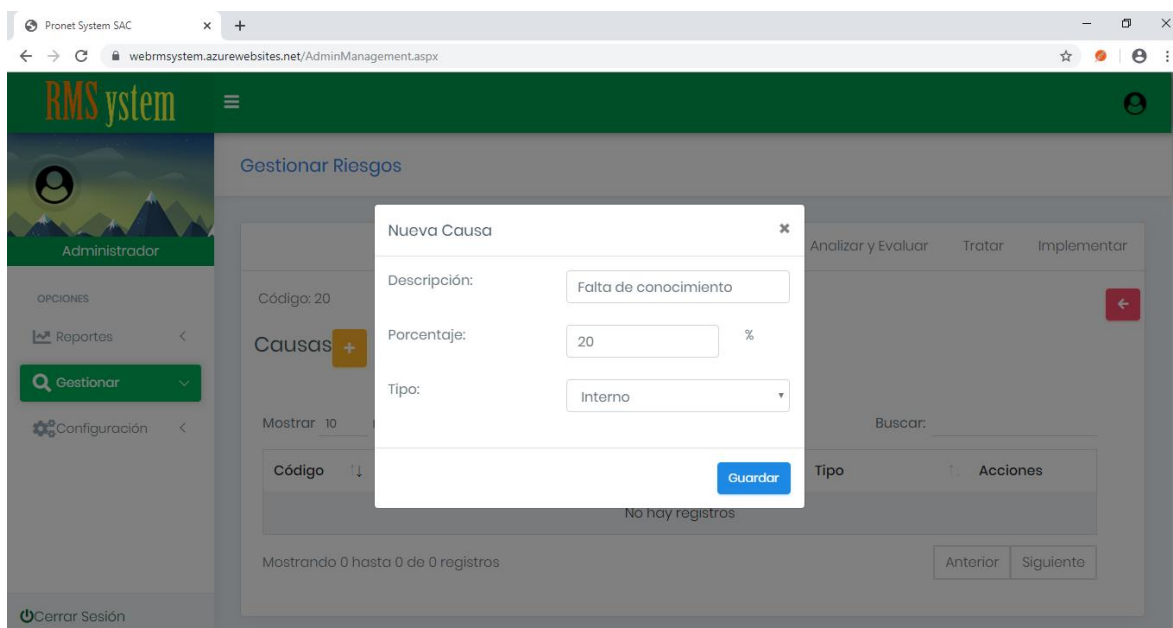 Pronet System SAC
webrmsystem.azurewebsites.net/AdminManagement.aspx
RMSystem
Gestionar Riesgos
Administrador
OPCIONES
Reportes
Gestionar
Configuración
Cerrar Sesión
Analizar y Evaluar Tratar Implementar
Código: 20
Causas +
Nueva Causa
Descripción: Falta de conocimiento
Porcentaje: 20 %
Tipo: Interno
Guardar
Mostrar 10
Buscar:
Código Tipo Acciones
No hay registros
Mostrando 0 hasta 0 de 0 registros
Anterior Siguiente